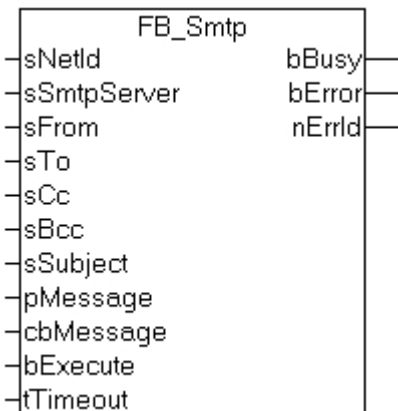 FB_Smtp
sNetId bBusy
sSmtpServer bError
sFrom nErrId
sTo
sCc
sBcc
sSubject
pMessage
cbMessage
bExecute
tTimeout